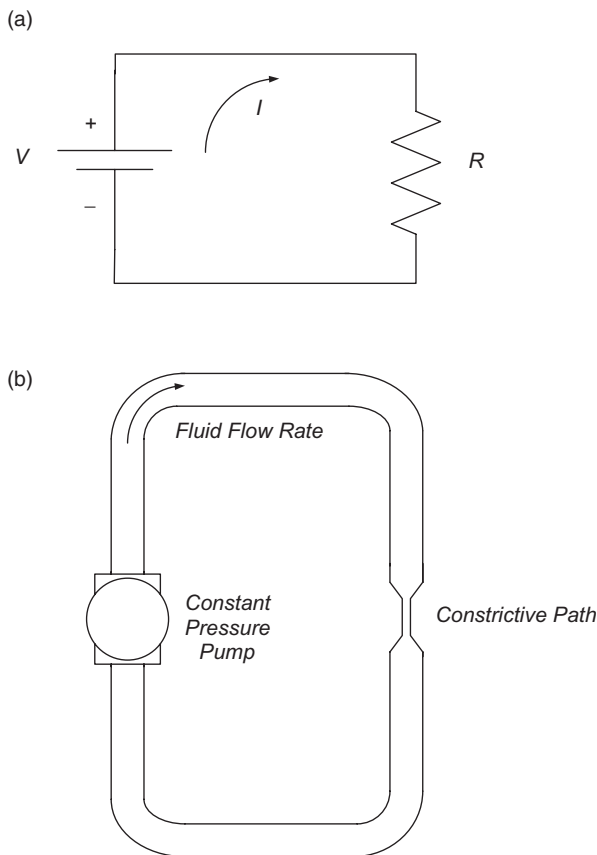 (a)
+
I
V
R
–
(b)
Fluid Flow Rate
Constant
Pressure
Pump
Constrictive Path